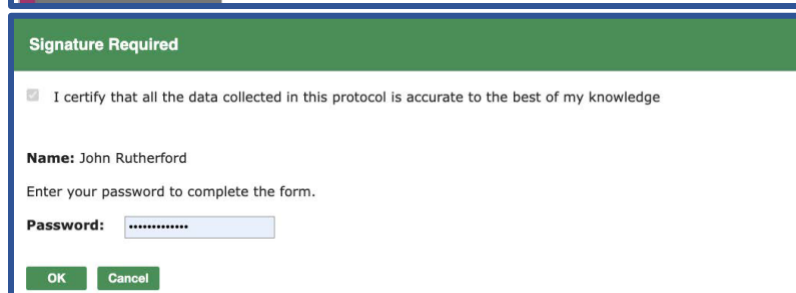 Signature Required
I certify that all the data collected in this protocol is accurate to the best of my knowledge
Name: John Rutherford
Enter your password to complete the form.
Password: •••••••••••••
OK Cancel